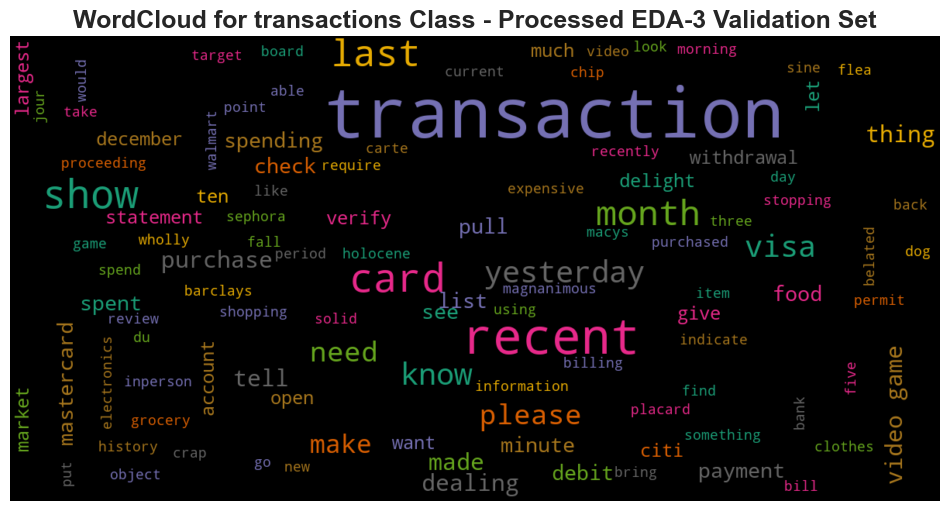 WordCloud for transactions Class - Processed EDA-3 Validation Set
largest
jour
would
take
target
board
able
point
walmart
last
current
much
video
look
morning
chip
sine
flea
let
transaction
thing
december
spending
carte
proceeding
check
require
recently
withdrawal
show
ten
like
expensive
delight
day
stopping
statement
sephora
verify
pull
month
three
back
game
wholly
fall
period
holocene
macys
purchased
visa
belated
dog
spend
purchase
card
yesterday
magnanimous
item
food
permit
spent
barclays
list
review
shopping
solid
see
using
give
du
need
recent
indicate
mastercard
electronics
inperson
account
tell
know
billing
information
find
five
video game
market
open
grocery
please
placard
bank
history
crap
make
want
minute
citi
something
clothes
put
object
go
new
made
dealing
debit
bring
payment
bill